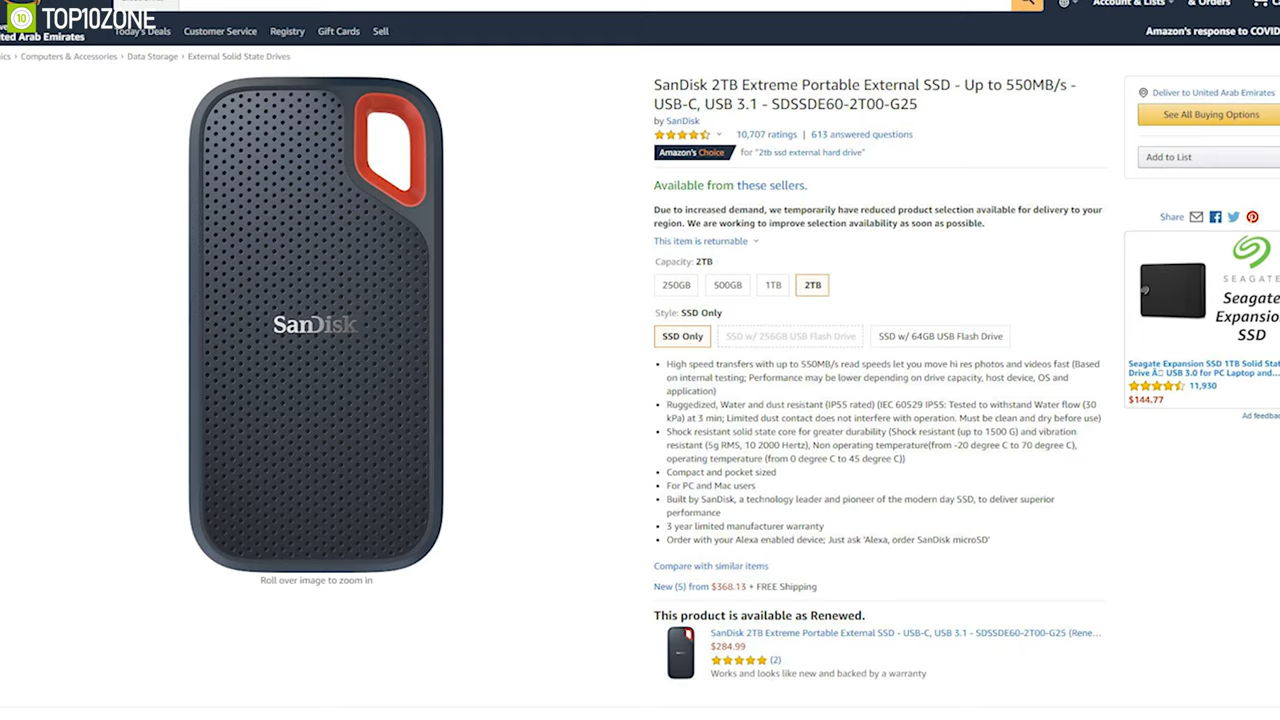 Account & Lists
& Orders
10 TOP10ZONE
ted Arab Emirates
Today's Deals Customer Service Registry Gift Cards Sell
Amazon's response to COVID
ics › Computers & Accessories › Data Storage › External Solid State Drives
SanDisk 2TB Extreme Portable External SSD - Up to 550MB/s -
USB-C, USB 3.1 - SDSSDE60-2T00-G25
by SanDisk
10,707 ratings | 613 answered questions
Amazon's Choice for "2tb ssd external hard drive"
Available from these sellers.
Due to increased demand, we temporarily have reduced product selection available for delivery to your
region. We are working to improve selection availability as soon as possible.
This item is returnable
Capacity: 2TB
250GB 500GB 1TB 2TB
Style: SSD Only
SSD Only SSD w/ 256GB USB Flash Drive SSD w/ 64GB USB Flash Drive
• High speed transfers with up to 550MB/s read speeds let you move hi res photos and videos fast (Based
on internal testing; Performance may be lower depending on drive capacity, host device, OS and
application)
• Ruggedized, Water and dust resistant (IP55 rated) (IEC 60529 IP55: Tested to withstand Water flow (30
kPa) at 3 min; Limited dust contact does not interfere with operation. Must be clean and dry before use)
• Shock resistant solid state core for greater durability (Shock resistant (up to 1500 G) and vibration
resistant (5g RMS, 10 2000 Hertz), Non operating temperature(from -20 degree C to 70 degree C),
operating temperature (from 0 degree C to 45 degree C))
• Compact and pocket sized
• For PC and Mac users
• Built by SanDisk, a technology leader and pioneer of the modern day SSD, to deliver superior
performance
• 3 year limited manufacturer warranty
• Order with your Alexa enabled device; Just ask 'Alexa, order SanDisk microSD'
Compare with similar items
New (5) from $368.13 + FREE Shipping
This product is available as Renewed.
SanDisk 2TB Extreme Portable External SSD - USB-C, USB 3.1 - SDSSDE60-2T00-G25 (Rene...
$284.99
(2)
Works and looks like new and backed by a warranty
SanDisk
Roll over image to zoom in
Deliver to United Arab Emirates
See All Buying Options
Add to List
Share
SEAGATE
Seagate
Expansion
SSD
Seagate Expansion SSD 1TB Solid Stat
Drive Â USB 3.0 for PC Laptop and...
11,930
$144.77
Ad feedba